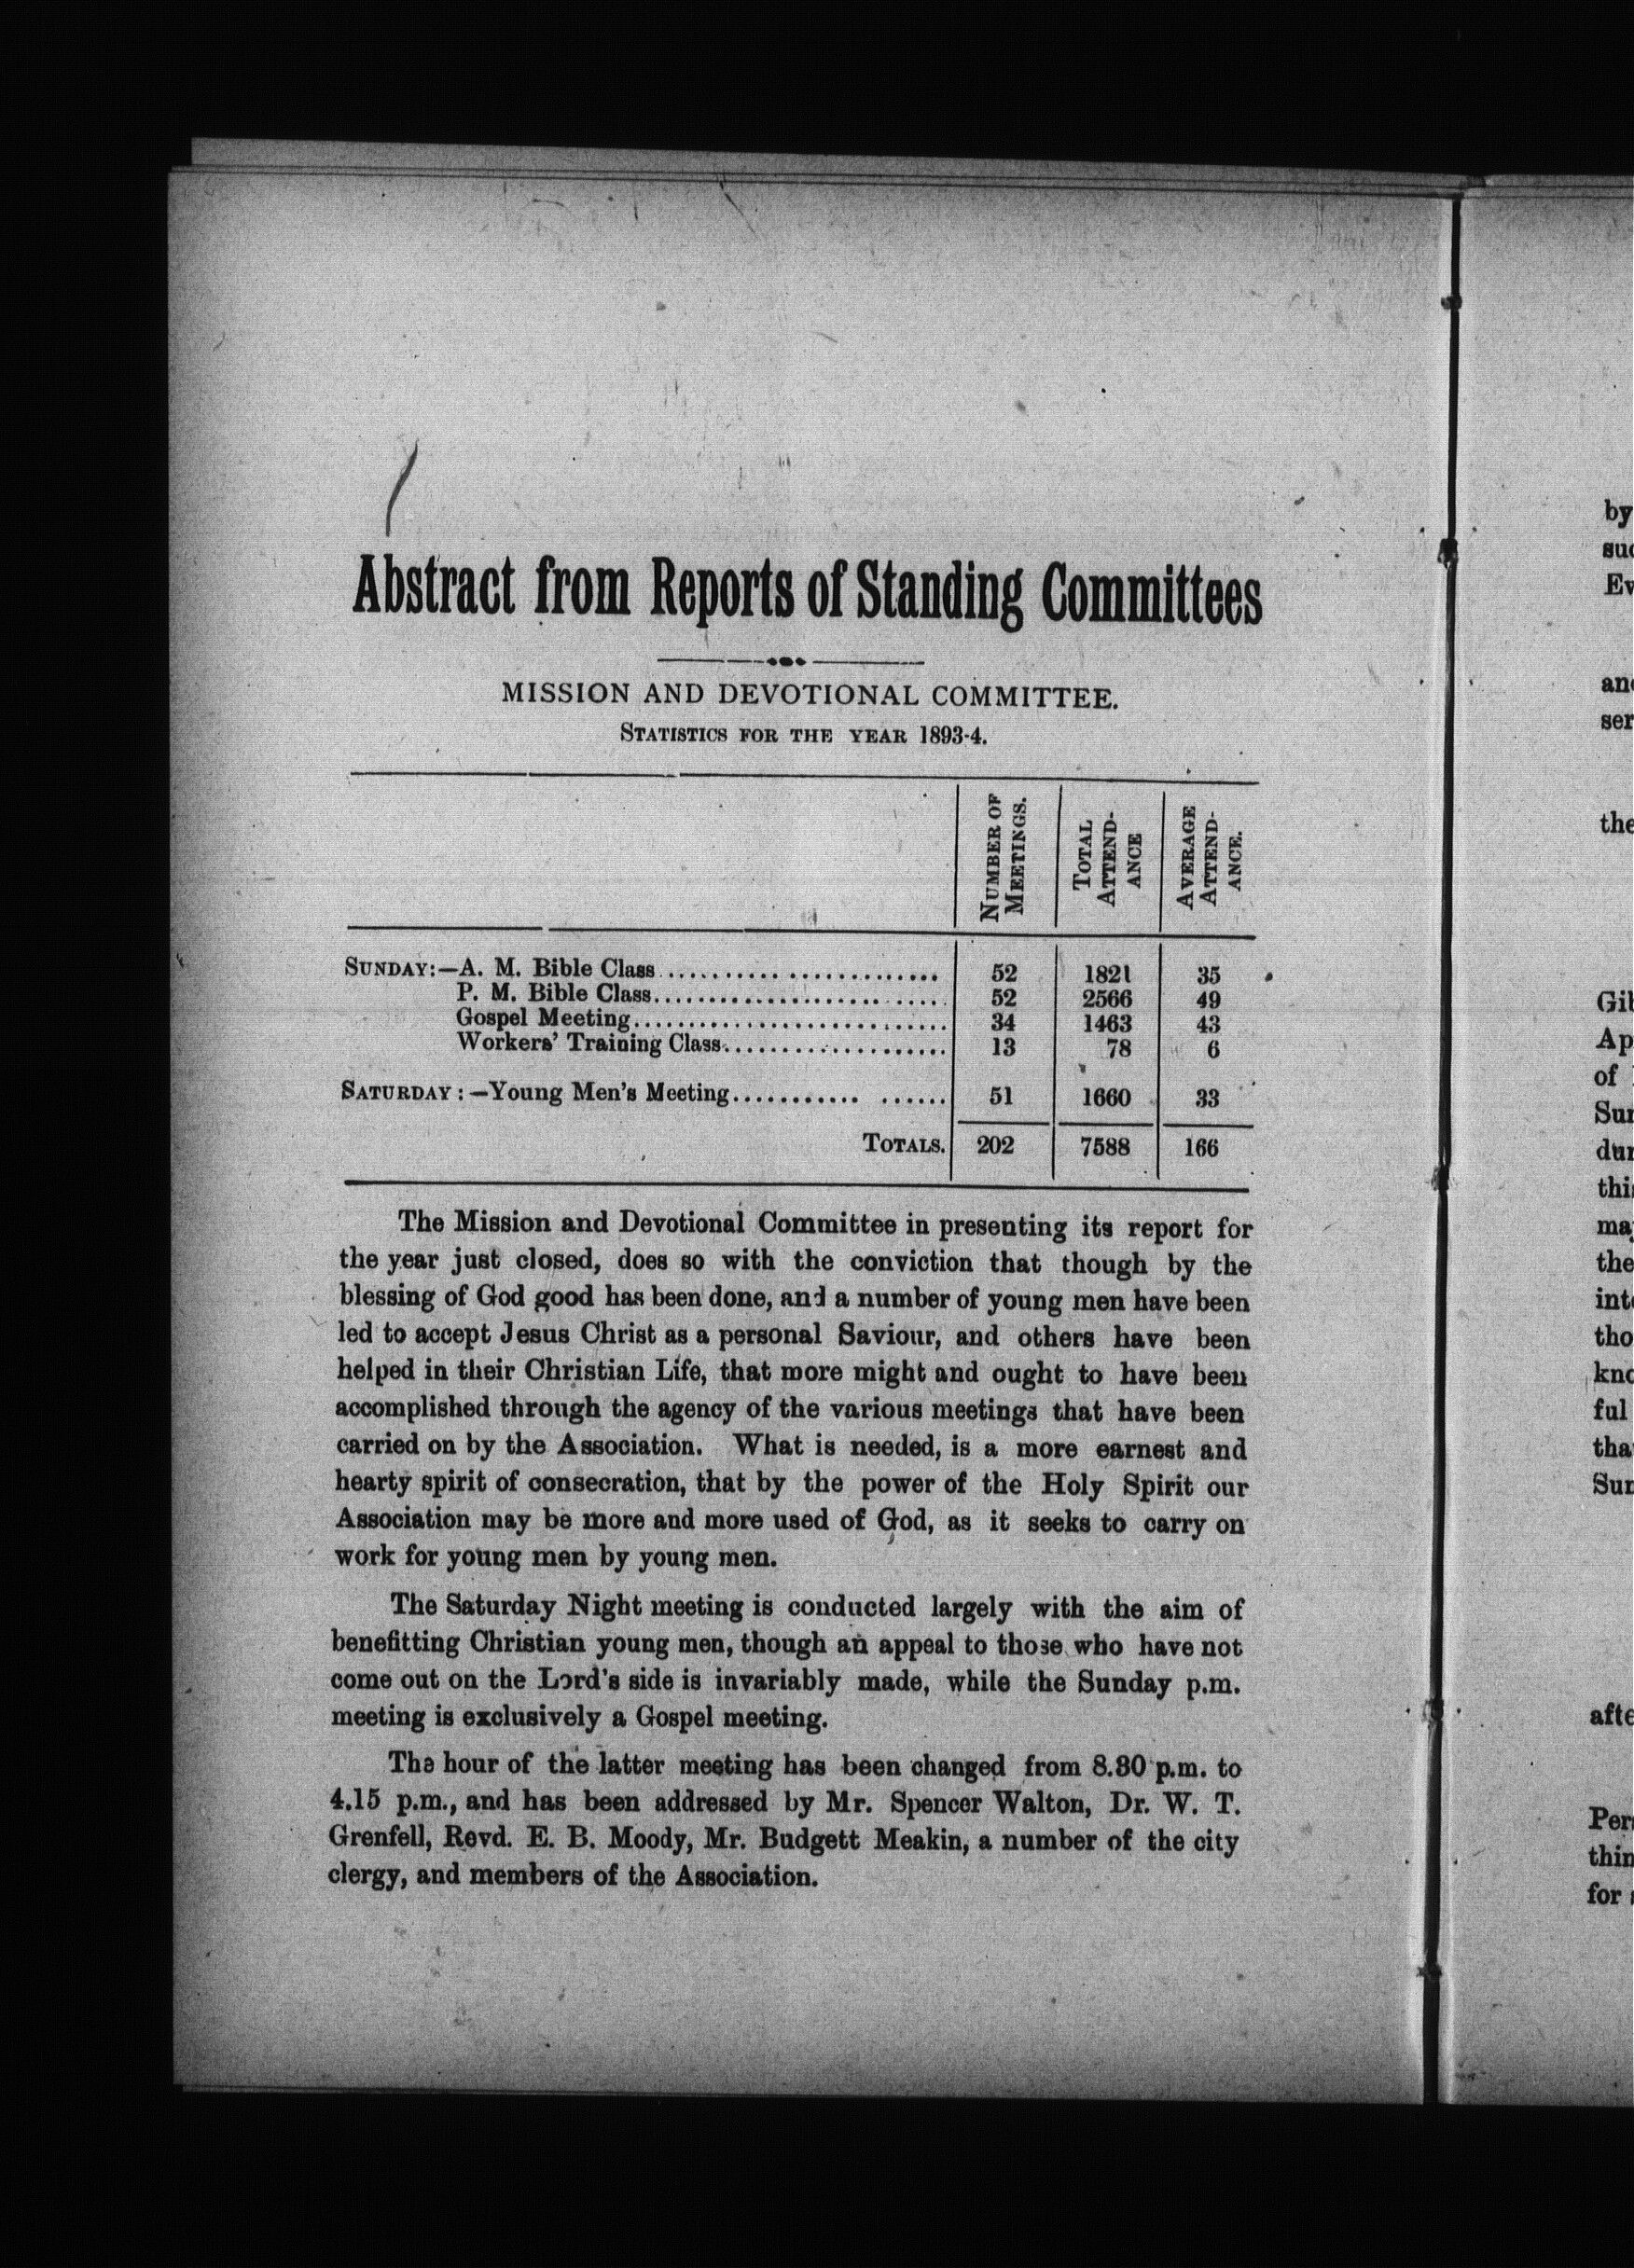 Abstract from Reports of Standing Committees
MISSION AND DEVOTIONAL COMMITTEE.
STATISTICS FOR THE YEAR 1893-4.
NUMBER OF MEETINGS. TOTAL ATTEND-ANCE AVERAGE ATTEND-ANCE.
SUNDAY:—A. M. Bible Class........................ 52 1821 35
P. M. Bible Class........................... 52 2566 49
Gospel Meeting............................ 34 1463 43
Workers' Training Class.................... 13 78 6
SATURDAY:—Young Men's Meeting........... ...... 51 1660 33
TOTALS. 202 7588 166
The Mission and Devotional Committee in presenting its report for
the year just closed, does so with the conviction that though by the
blessing of God good has been done, and a number of young men have been
led to accept Jesus Christ as a personal Saviour, and others have been
helped in their Christian Life, that more might and ought to have been
accomplished through the agency of the various meetings that have been
carried on by the Association. What is needed, is a more earnest and
hearty spirit of consecration, that by the power of the Holy Spirit our
Association may be more and more used of God, as it seeks to carry on
work for young men by young men.
The Saturday Night meeting is conducted largely with the aim of
benefitting Christian young men, though an appeal to those who have not
come out on the Lord's side is invariably made, while the Sunday p.m.
meeting is exclusively a Gospel meeting.
The hour of the latter meeting has been changed from 8.30 p.m. to
4.15 p.m., and has been addressed by Mr. Spencer Walton, Dr. W. T.
Grenfell, Revd. E. B. Moody, Mr. Budgett Meakin, a number of the city
clergy, and members of the Association.